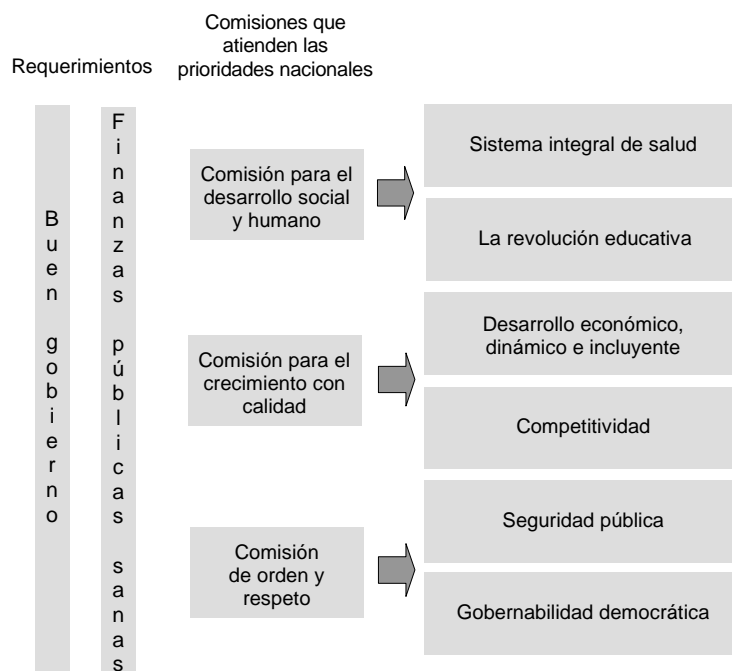 Requerimientos
Comisiones que
atienden las
prioridades nacionales
Buen gobierno
Finanzas públicas sanas
Comisión para el
desarrollo social
y humano
Sistema integral de salud
La revolución educativa
Comisión para el
crecimiento con
calidad
Desarrollo económico,
dinámico e incluyente
Competitividad
Comisión
de orden y
respeto
Seguridad pública
Gobernabilidad democrática